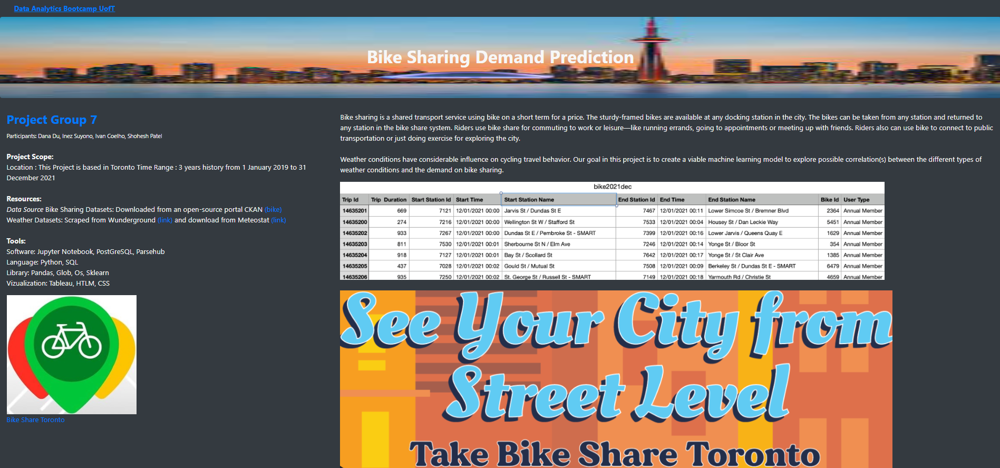 Data Analytics Bootcamp UofT
Bike Sharing Demand Prediction
Project Group 7
Participants: Dana Du, Inez Suyono, Ivan Coelho, Shohesh Patel
Project Scope:
Location : This Project is based in Toronto Time Range : 3 years history from 1 January 2019 to 31
December 2021
Resources:
Data Source Bike Sharing Datasets: Downloaded from an open-source portal CKAN (bike)
Weather Datasets: Scraped from Wunderground (link) and download from Meteostat (link)
Tools:
Software: Jupyter Notebook, PostGreSQL, Parsehub
Language: Python, SQL
Library: Pandas, Glob, Os, Sklearn
Vizualization: Tableau, HTLM, CSS
Bike Share Toronto
Bike sharing is a shared transport service using bike on a short term for a price. The sturdy-framed bikes are available at any docking station in the city. The bikes can be taken from any station and returned to
any station in the bike share system. Riders use bike share for commuting to work or leisure—like running errands, going to appointments or meeting up with friends. Riders also can use bike to connect to public
transportation or just doing exercise for exploring the city.
Weather conditions have considerable influence on cycling travel behavior. Our goal in this project is to create a viable machine learning model to explore possible correlation(s) between the different types of
weather conditions and the demand on bike sharing.
bike2021dec
Trip Id Trip Duration Start Station Id Start Time Start Station Name End Station Id End Time End Station Name Bike Id User Type
14635201 669 7121 12/01/2021 00:00 Jarvis St / Dundas St E 7467 12/01/2021 00:11 Lower Simcoe St / Bremner Blvd 2364 Annual Member
14635200 274 7216 12/01/2021 00:00 Wellington St W / Stafford St 7533 12/01/2021 00:04 Housey St / Dan Leckie Way 5451 Annual Member
14635202 933 7267 12/01/2021 00:00 Dundas St E / Pembroke St - SMART 7399 12/01/2021 00:16 Lower Jarvis / Queens Quay E 1629 Annual Member
14635203 811 7530 12/01/2021 00:01 Sherbourne St N / Elm Ave 7246 12/01/2021 00:14 Yonge St / Bloor St 354 Annual Member
14635204 918 7127 12/01/2021 00:01 Bay St / Scollard St 7642 12/01/2021 00:17 Yonge St / St Clair Ave 1385 Annual Member
14635205 437 7028 12/01/2021 00:02 Gould St / Mutual St 7508 12/01/2021 00:09 Berkeley St / Dundas St E - SMART 6479 Annual Member
14635206 935 7250 12/01/2021 00:02 St. George St / Russell St - SMART 7149 12/01/2021 00:18 Yarmouth Rd / Christie St 4659 Annual Member
See Your City from
Street Level
Take Bike Share Toronto